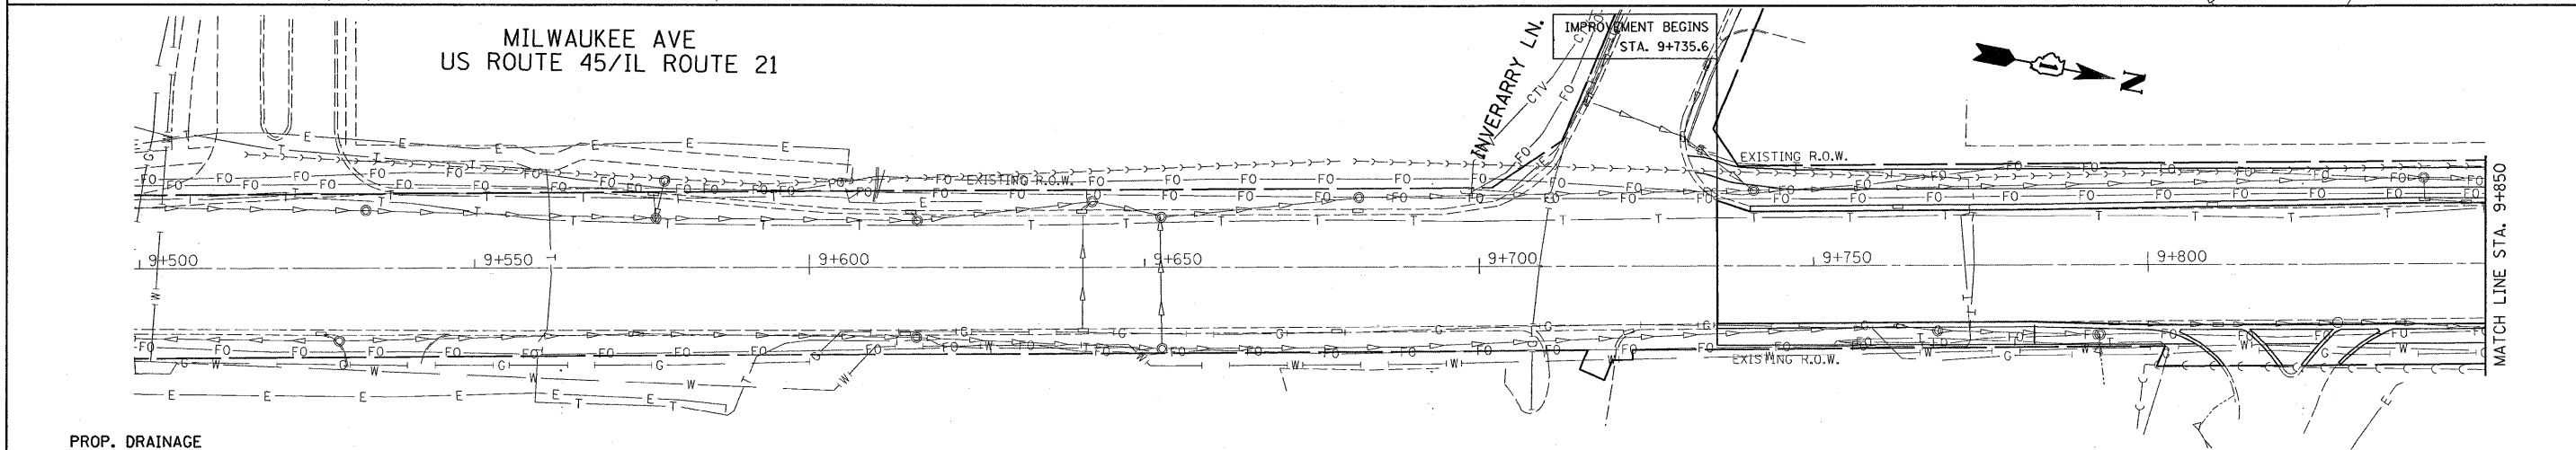 MILWAUKEE AVE
US ROUTE 45/IL ROUTE 21
INVERARRY LN.
IMPROVEMENT BEGINS
STA. 9+735.6
N
EXISTING R.O.W.
EXISTING R.O.W.
CTV
FO
E
T
G
W
9+500
9+550
9+600
9+650
9+700
9+750
9+800
EXISTING R.O.W.
MATCH LINE STA. 9+850
PROP. DRAINAGE